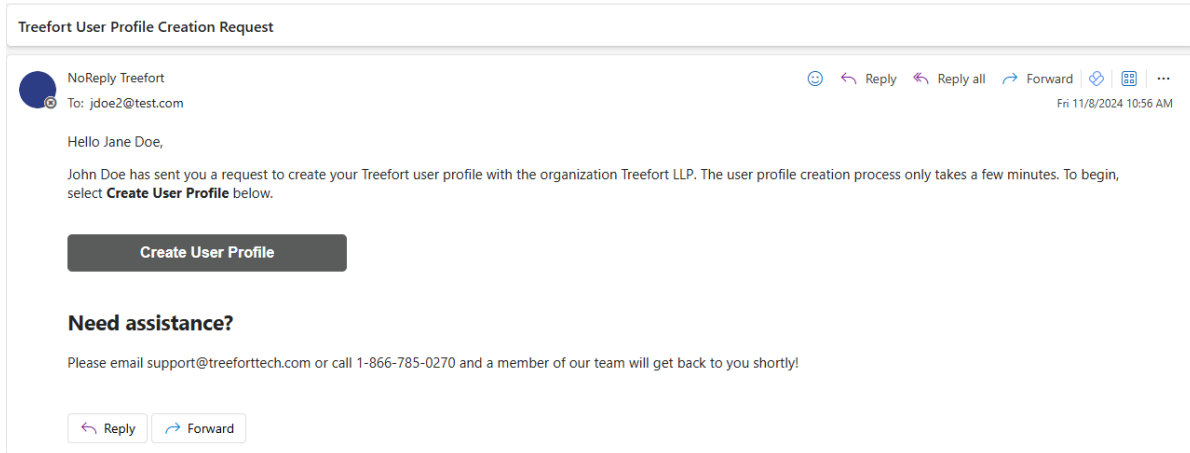 Treefort User Profile Creation Request
NoReply Treefort
Reply
Reply all
Forward
To: jdoe2@test.com
Fri 11/8/2024 10:56 AM
Hello Jane Doe,
John Doe has sent you a request to create your Treefort user profile with the organization Treefort LLP. The user profile creation process only takes a few minutes. To begin,
select Create User Profile below.
Create User Profile
Need assistance?
Please email support@treeforttech.com or call 1-866-785-0270 and a member of our team will get back to you shortly!
Reply
Forward